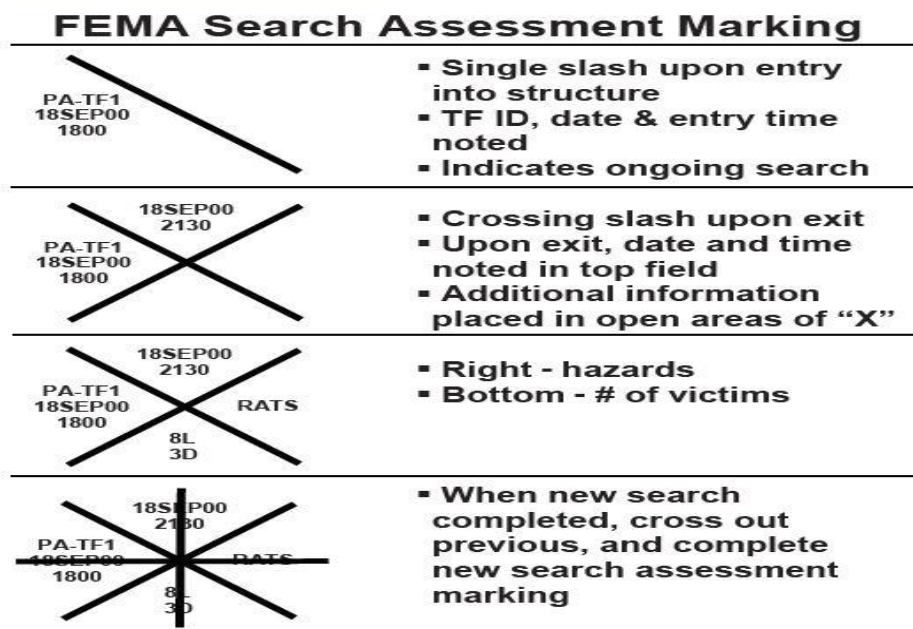 FEMA Search Assessment Marking
PA-TF1
18SEP00
1800
▪ Single slash upon entry
into structure
▪ TF ID, date & entry time
noted
▪ Indicates ongoing search
18SEP00
2130
PA-TF1
18SEP00
1800
▪ Crossing slash upon exit
▪ Upon exit, date and time
noted in top field
▪ Additional information
placed in open areas of “X”
18SEP00
2130
PA-TF1
18SEP00
1800
RATS
8L
3D
▪ Right - hazards
▪ Bottom - # of victims
18SEP00
2130
PA-TF1
18SEP00
1800
RATS
8L
3D
▪ When new search
completed, cross out
previous, and complete
new search assessment
marking